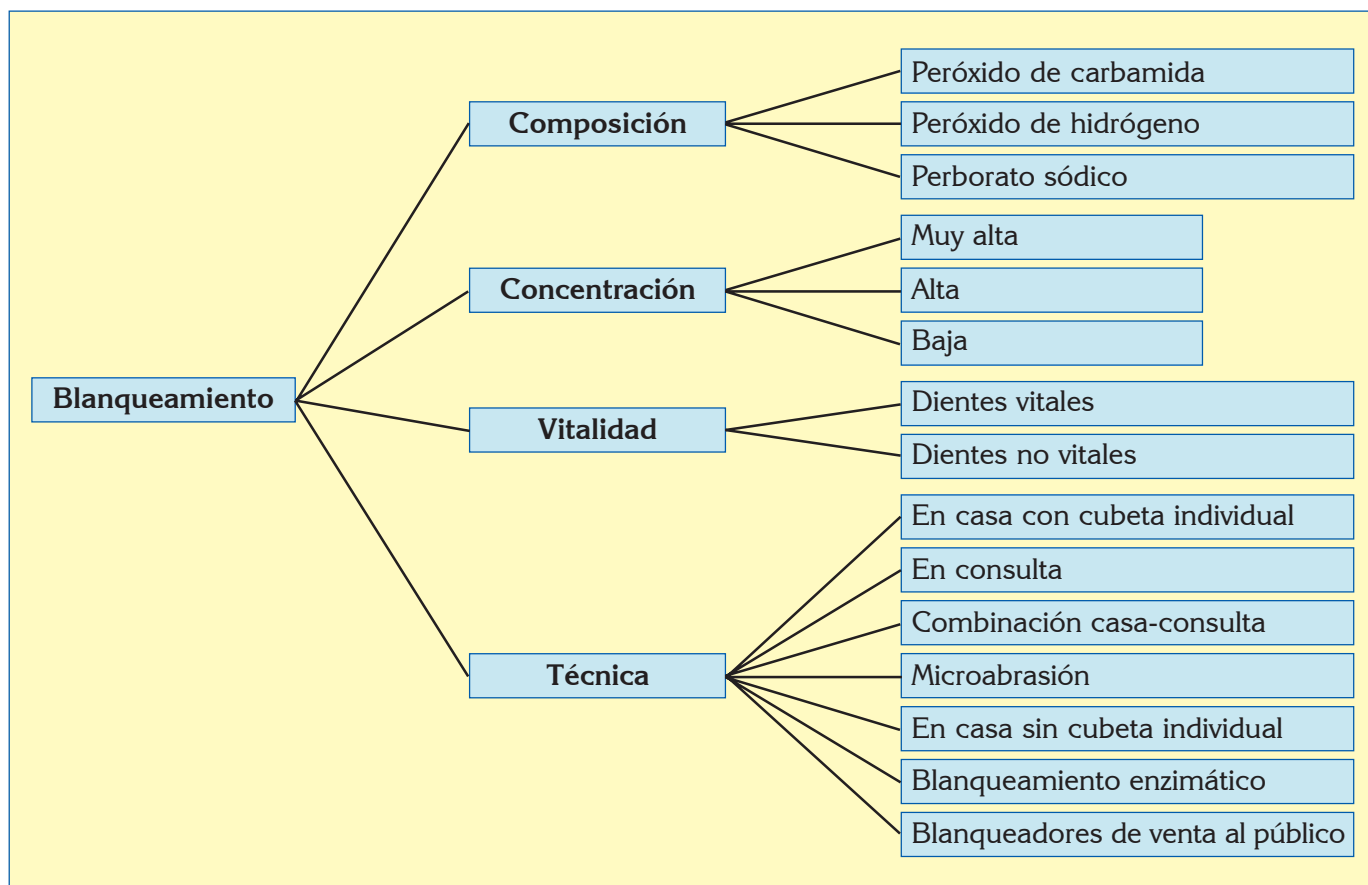 Blanqueamiento
Composición
Peróxido de carbamida
Peróxido de hidrógeno
Perborato sódico
Concentración
Muy alta
Alta
Baja
Vitalidad
Dientes vitales
Dientes no vitales
Técnica
En casa con cubeta individual
En consulta
Combinación casa-consulta
Microabrasión
En casa sin cubeta individual
Blanqueamiento enzimático
Blanqueadores de venta al público